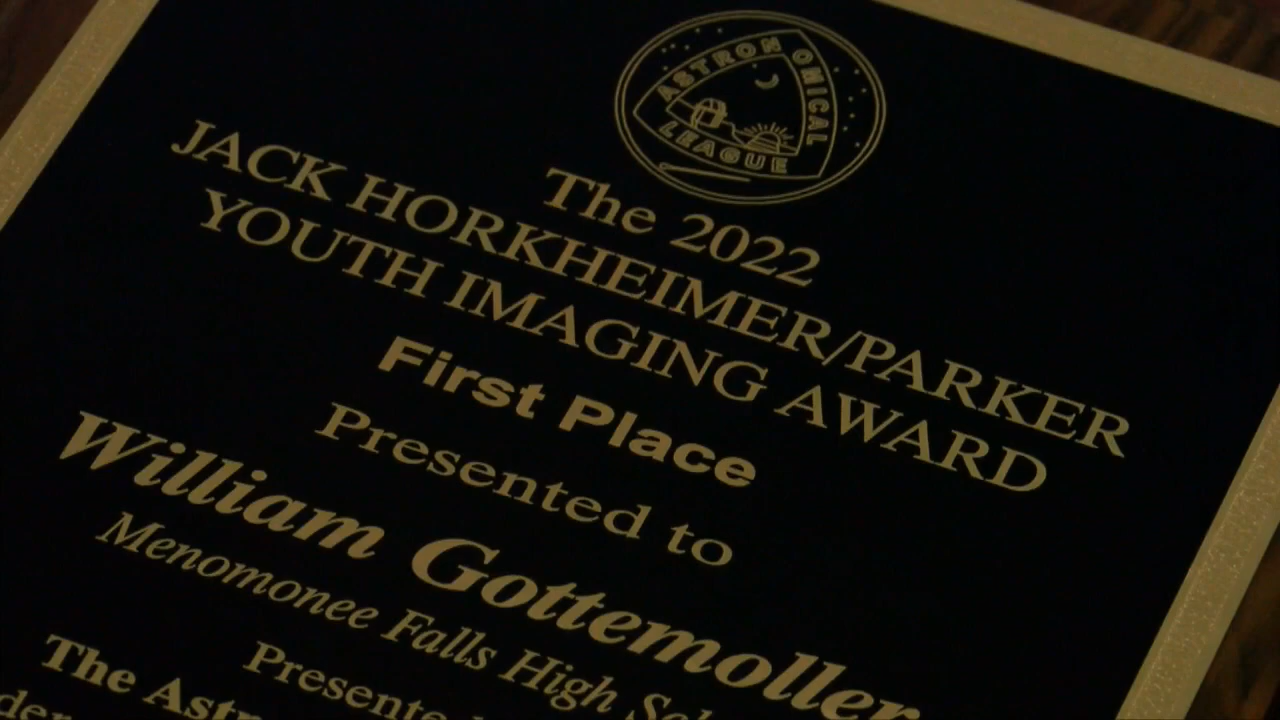 ASTRONOMICAL
LEAGUE
The 2022
JACK HORKHEIMER/PARKER
YOUTH IMAGING AWARD
First Place
Presented to
William Gottemoller
Menomonee Falls High
The